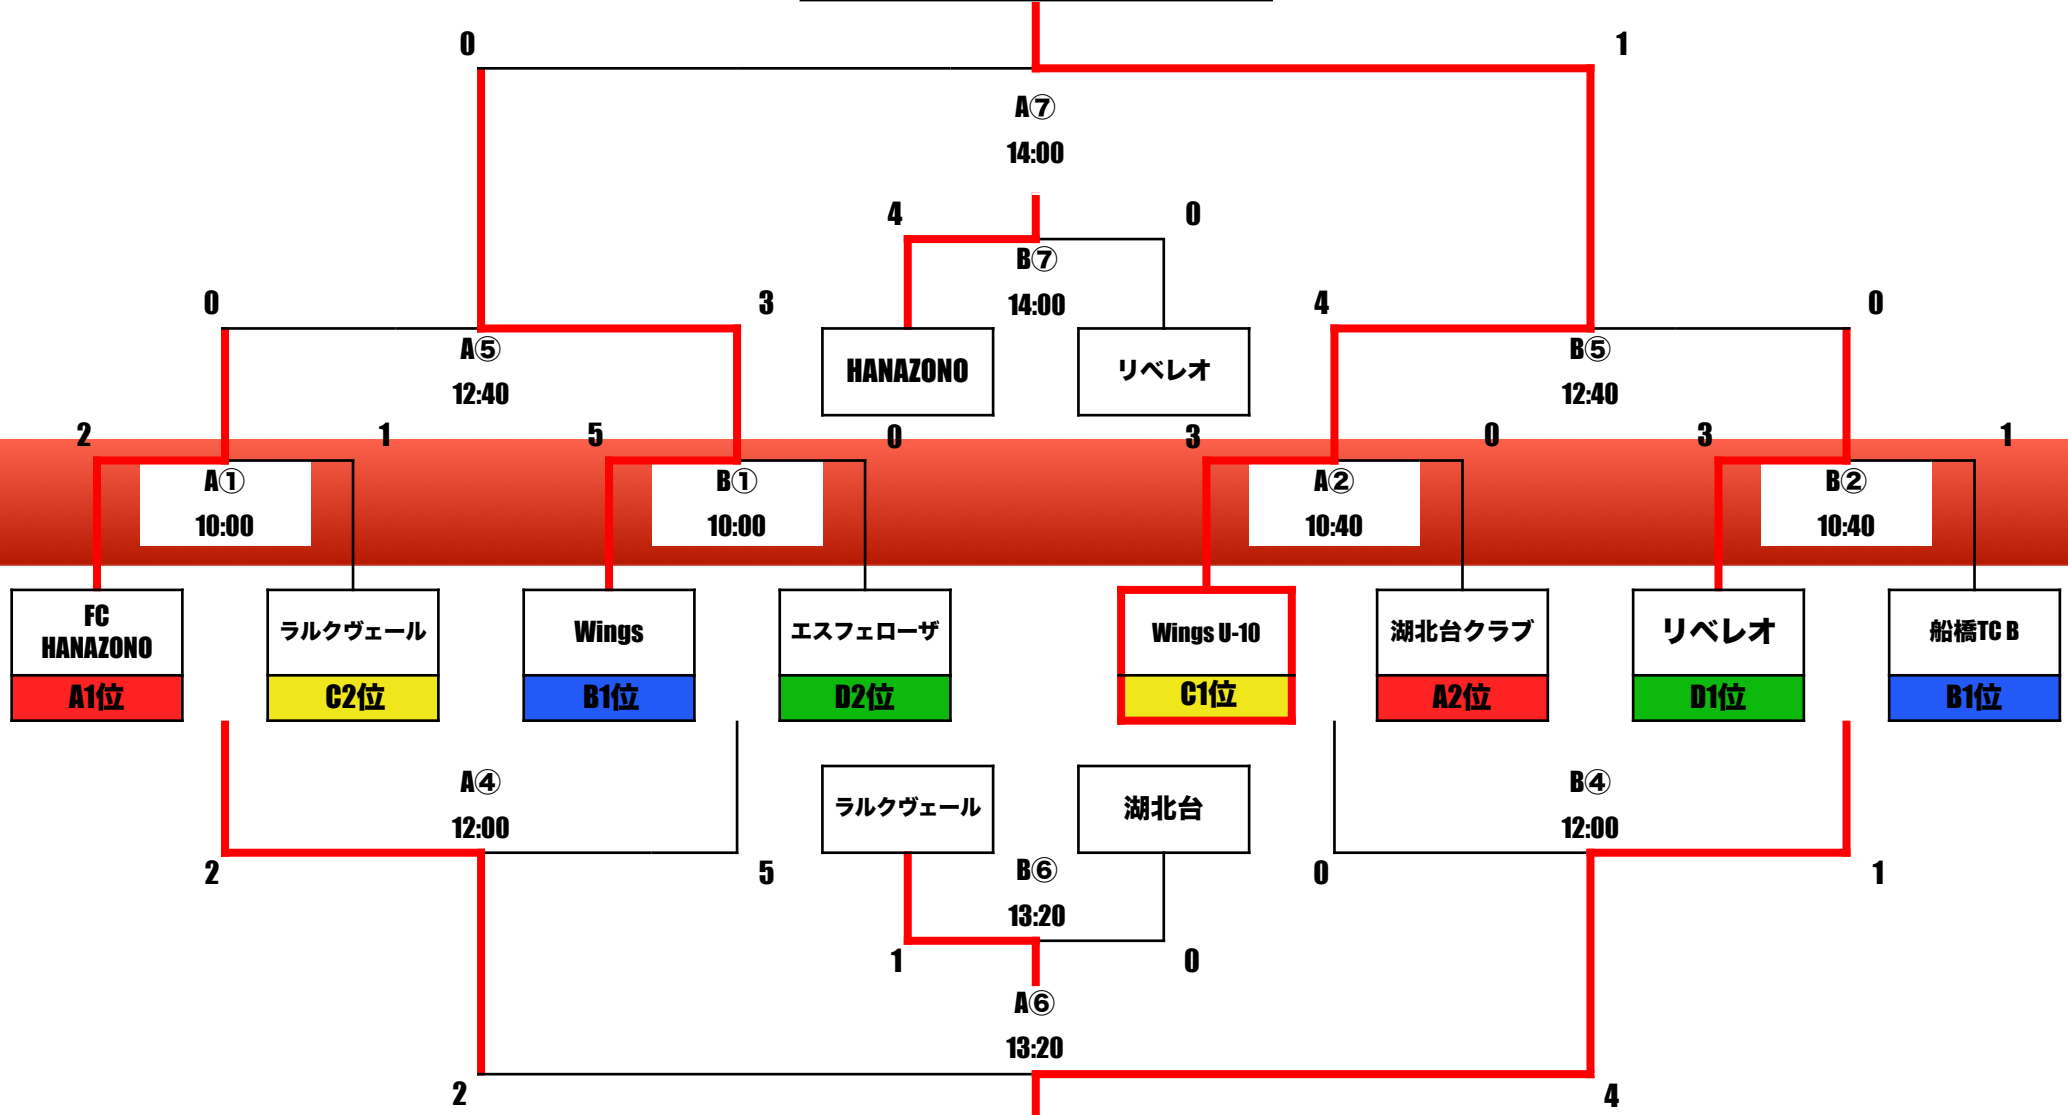 0 1
A⑦
14:00
4 0
B⑦
14:00
0 3 4 0
A⑤ B⑤
12:40 12:40
HANAZONO リベレオ
2 1 5 0 3 0 3 1
A① B① A② B②
10:00 10:00 10:40 10:40
FC
HANAZONO ラルクヴェール Wings エスフェローザ Wings U-10 湖北台クラブ リベレオ 船橋TC B
A1位 C2位 B1位 D2位 C1位 A2位 D1位 B1位
A④ B④
12:00 12:00
ラルクヴェール 湖北台
2 5 0 1
B⑥
13:20
1 0
A⑥
13:20
2 4